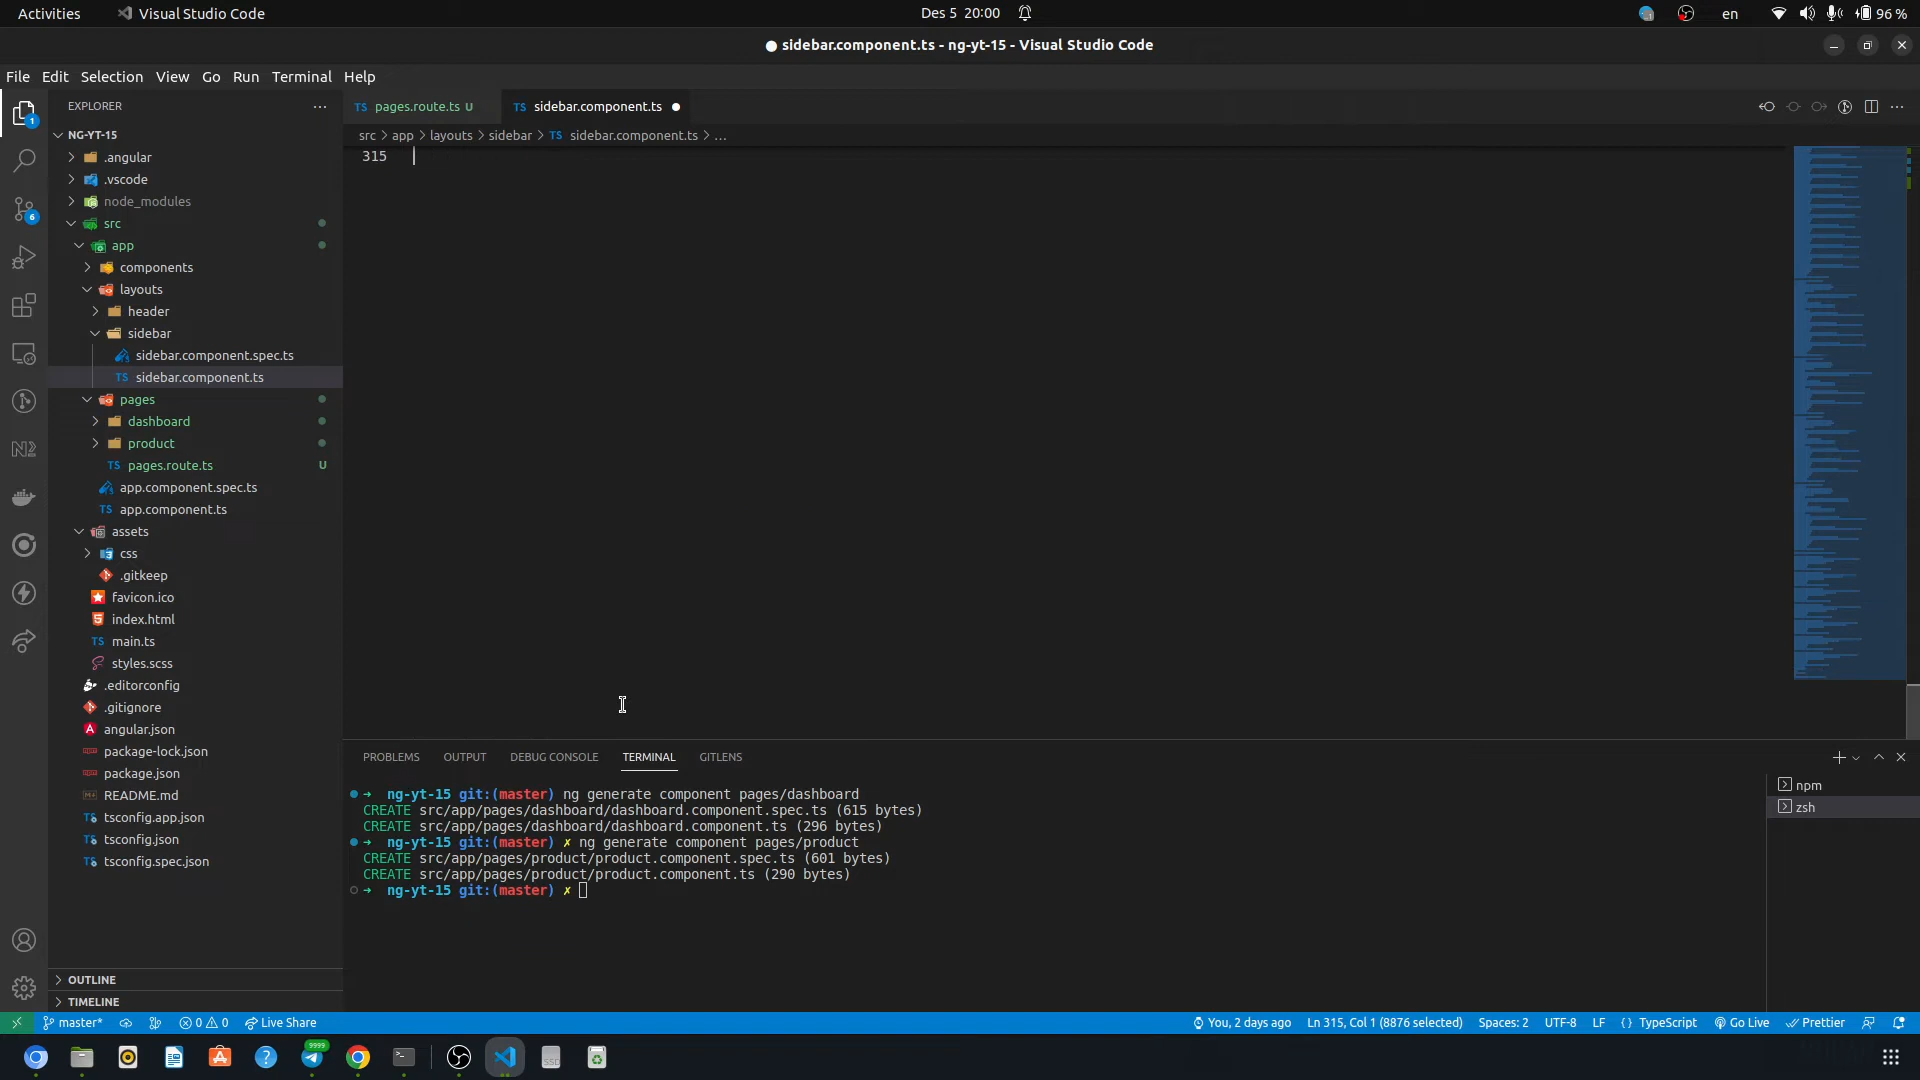 Activities
Visual Studio Code
Des 5 20:00
en
96 %
● sidebar.component.ts - ng-yt-15 - Visual Studio Code
File Edit Selection View Go Run Terminal Help
EXPLORER
pages.route.ts U
sidebar.component.ts
src > app > layouts > sidebar > TS sidebar.component.ts > ...
NG-YT-15
.angular
.vscode
node_modules
src
app
components
layouts
header
sidebar
sidebar.component.spec.ts
sidebar.component.ts
pages
dashboard
product
pages.route.ts U
app.component.spec.ts
app.component.ts
assets
css
.gitkeep
favicon.ico
index.html
main.ts
styles.scss
.editorconfig
.gitignore
angular.json
package-lock.json
package.json
README.md
tsconfig.app.json
tsconfig.json
tsconfig.spec.json
OUTLINE
TIMELINE
315
PROBLEMS OUTPUT DEBUG CONSOLE TERMINAL GITLENS
➜ ng-yt-15 git:(master) ng generate component pages/dashboard
CREATE src/app/pages/dashboard/dashboard.component.spec.ts (615 bytes)
CREATE src/app/pages/dashboard/dashboard.component.ts (296 bytes)
➜ ng-yt-15 git:(master) ✗ ng generate component pages/product
CREATE src/app/pages/product/product.component.spec.ts (601 bytes)
CREATE src/app/pages/product/product.component.ts (290 bytes)
➜ ng-yt-15 git:(master) ✗
npm
zsh
master* 0 0 Live Share
You, 2 days ago Ln 315, Col 1 (8876 selected) Spaces: 2 UTF-8 LF {} TypeScript Go Live Prettier
9999